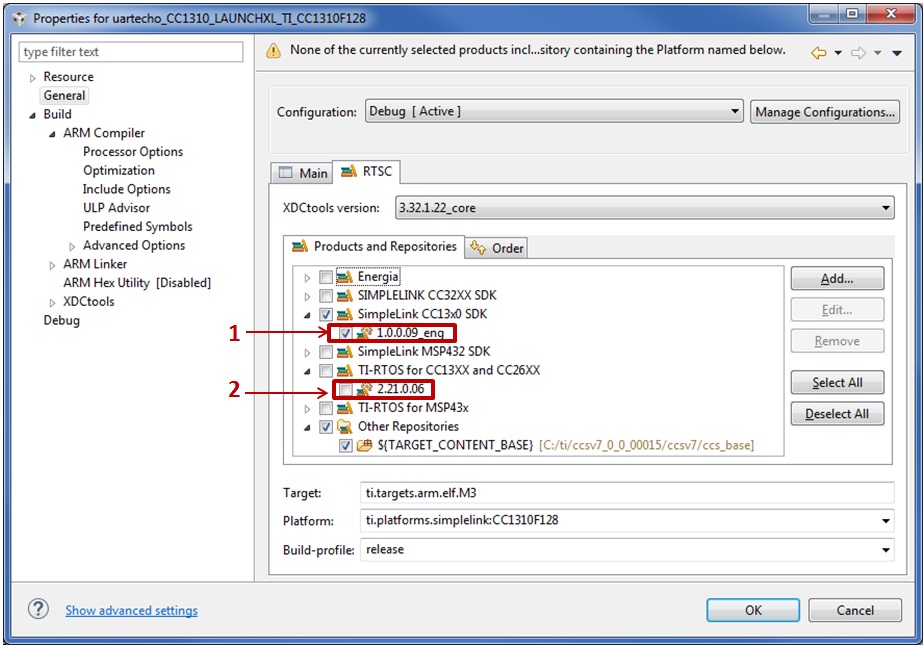 Properties for uartecho_CC1310_LAUNCHXL_TI_CC1310F128
type filter text
Resource
General
Build
ARM Compiler
Processor Options
Optimization
Include Options
ULP Advisor
Predefined Symbols
Advanced Options
ARM Linker
ARM Hex Utility [Disabled]
XDCtools
Debug
None of the currently selected products incl...sitory containing the Platform named below.
Configuration: Debug [ Active ] Manage Configurations...
Main RTSC
XDCtools version: 3.32.1.22_core
Products and Repositories Order
Energia
SIMPLELINK CC32XX SDK
SimpleLink CC13x0 SDK
1 1.0.0.09_eng
SimpleLink MSP432 SDK
TI-RTOS for CC13XX and CC26XX
2 2.21.0.06
TI-RTOS for MSP43x
Other Repositories
${TARGET_CONTENT_BASE} [C:/ti/ccsv7_0_0_00015/ccsv7/ccs_base]
Add...
Edit...
Remove
Select All
Deselect All
Target: ti.targets.arm.elf.M3
Platform: ti.platforms.simplelink:CC1310F128
Build-profile: release
? Show advanced settings
OK Cancel